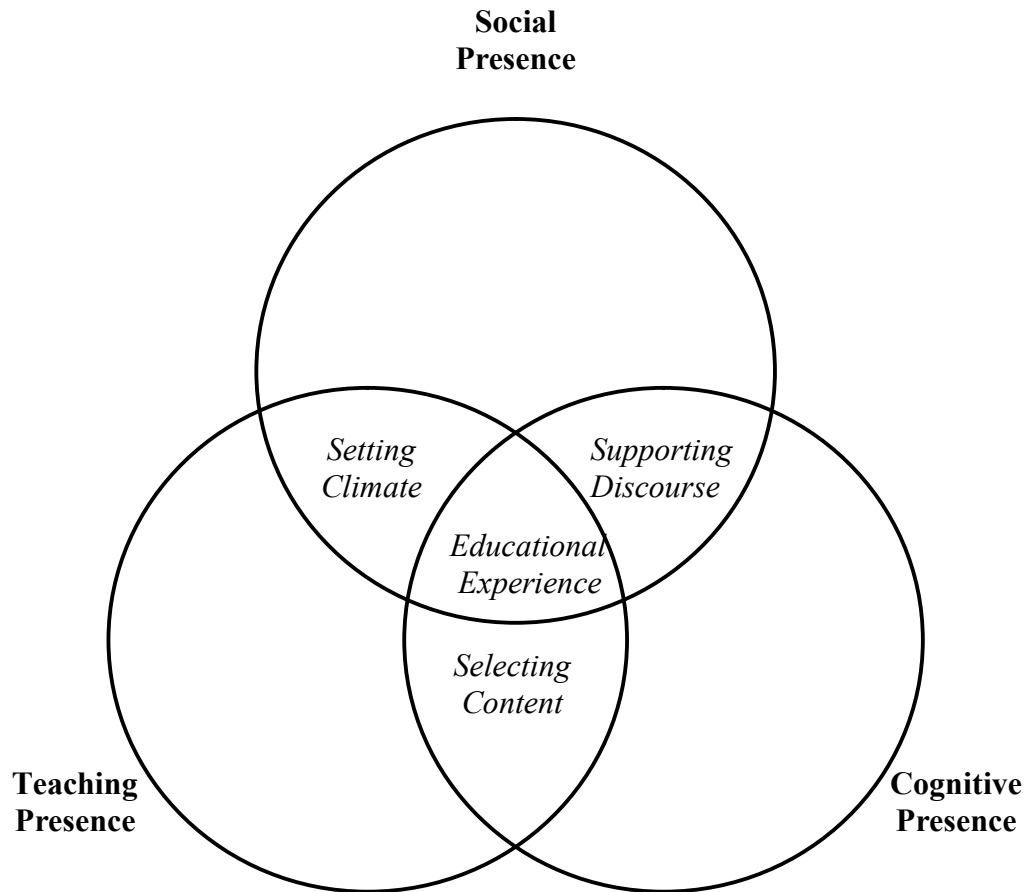 Social
Presence
Setting
Climate
Supporting
Discourse
Educational
Experience
Selecting
Content
Teaching
Presence
Cognitive
Presence